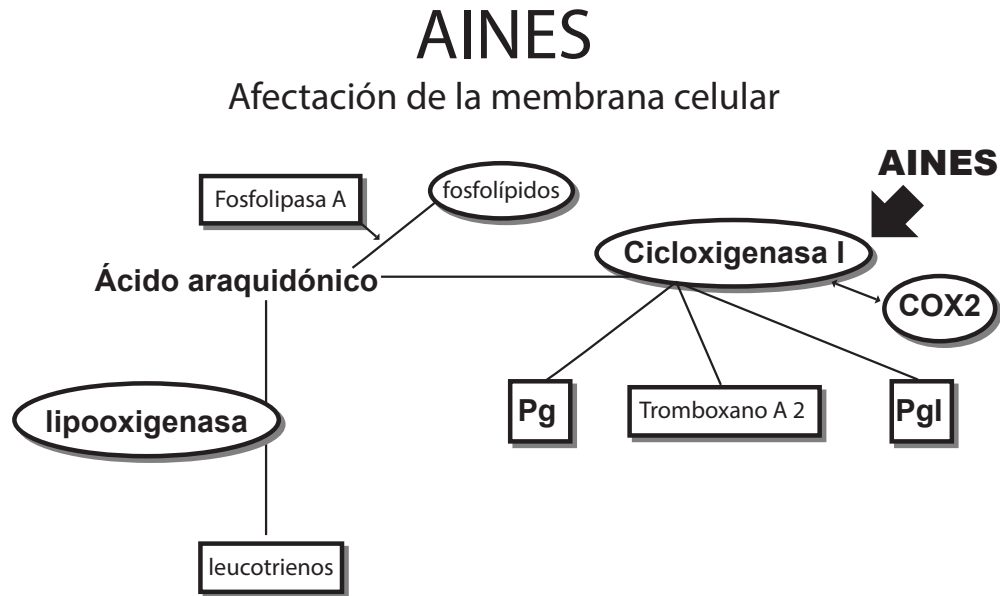 AINES
Afectación de la membrana celular
AINES
Fosfolipasa A
fosfolípidos
Cicloxigenasa I
Ácido araquidónico
COX2
Pg
Tromboxano A 2
PgI
lipooxigenasa
leucotrienos